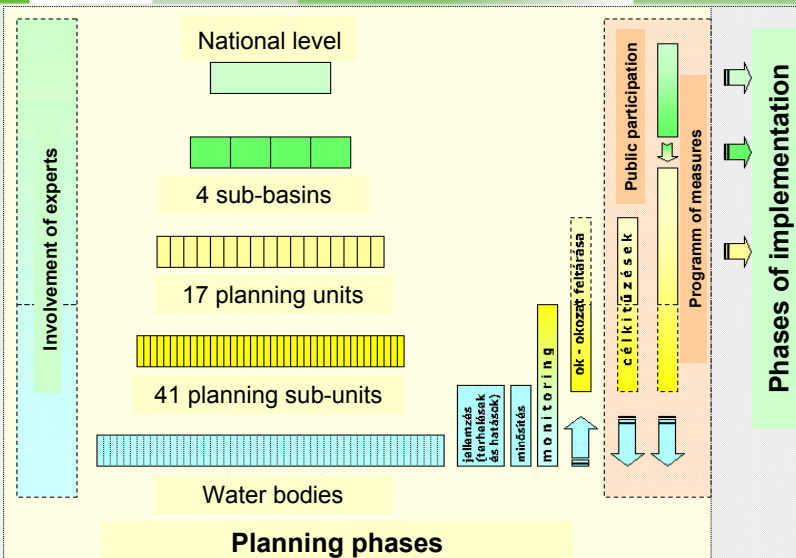 National level
4 sub-basins
17 planning units
41 planning sub-units
Water bodies
Planning phases
Involvement of experts
jellemzés
(terhelések
és hatások)
minősítés
monitoring
ok - okozat feltárása
célkitűzések
Public participation
Programm of measures
Phases of implementation